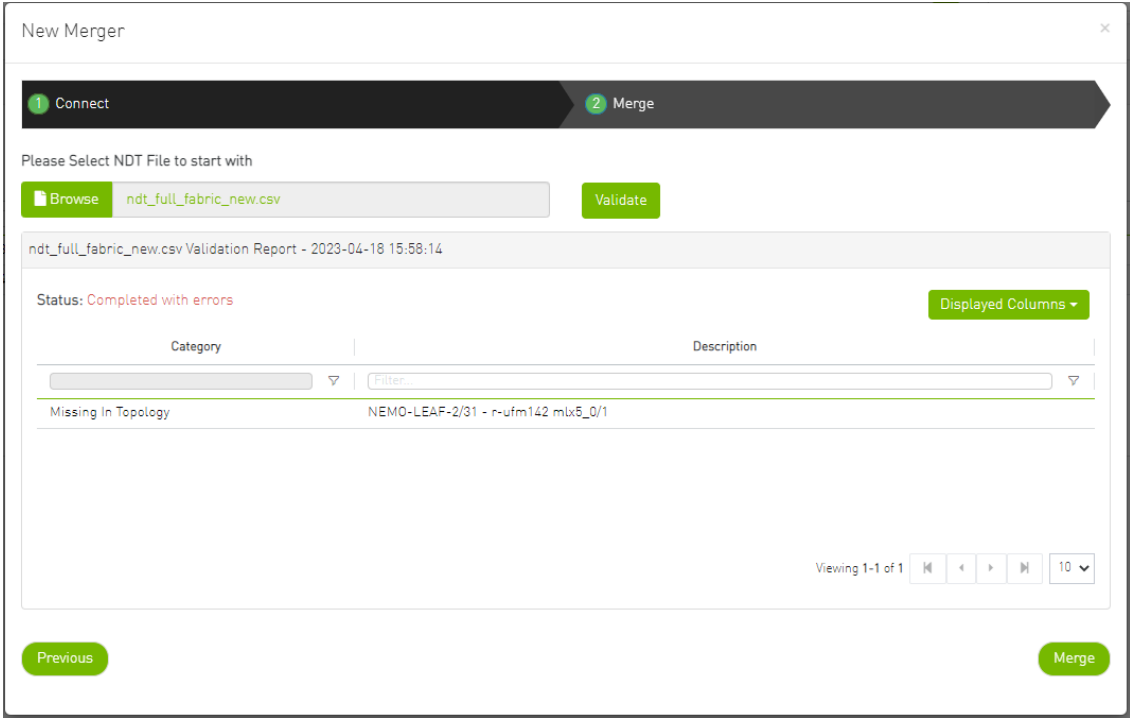 New Merger ×
1 Connect 2 Merge
Please Select NDT File to start with
Browse ndt_full_fabric_new.csv Validate
ndt_full_fabric_new.csv Validation Report - 2023-04-18 15:58:14
Status: Completed with errors
Displayed Columns
Category Description
Filter...
Missing In Topology NEMO-LEAF-2/31 - r-ufm142 mlx5_0/1
Viewing 1-1 of 1 10
Previous Merge